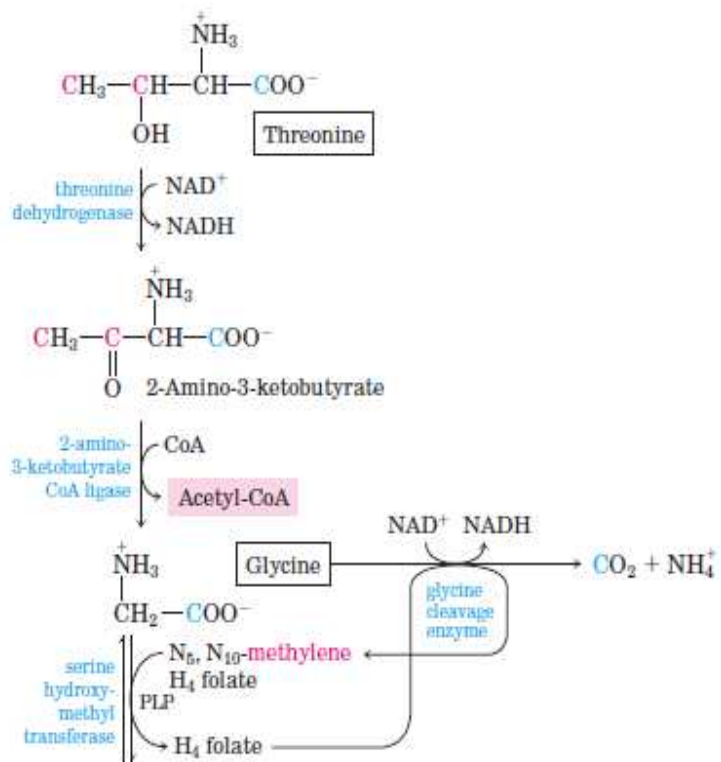 +
NH₃
CH₃—CH—CH—COO⁻
OH
Threonine
threonine
dehydrogenase
NAD⁺
NADH
+
NH₃
CH₃—C—CH—COO⁻
O
2-Amino-3-ketobutyrate
2-amino-
3-ketobutyrate
CoA ligase
CoA
Acetyl-CoA
+
NH₃
CH₂—COO⁻
Glycine
NAD⁺ NADH
CO₂ + NH₄⁺
glycine
cleavage
enzyme
serine
hydroxy-
methyl
transferase
N₅, N₁₀-methylene
H₄ folate
PLP
H₄ folate